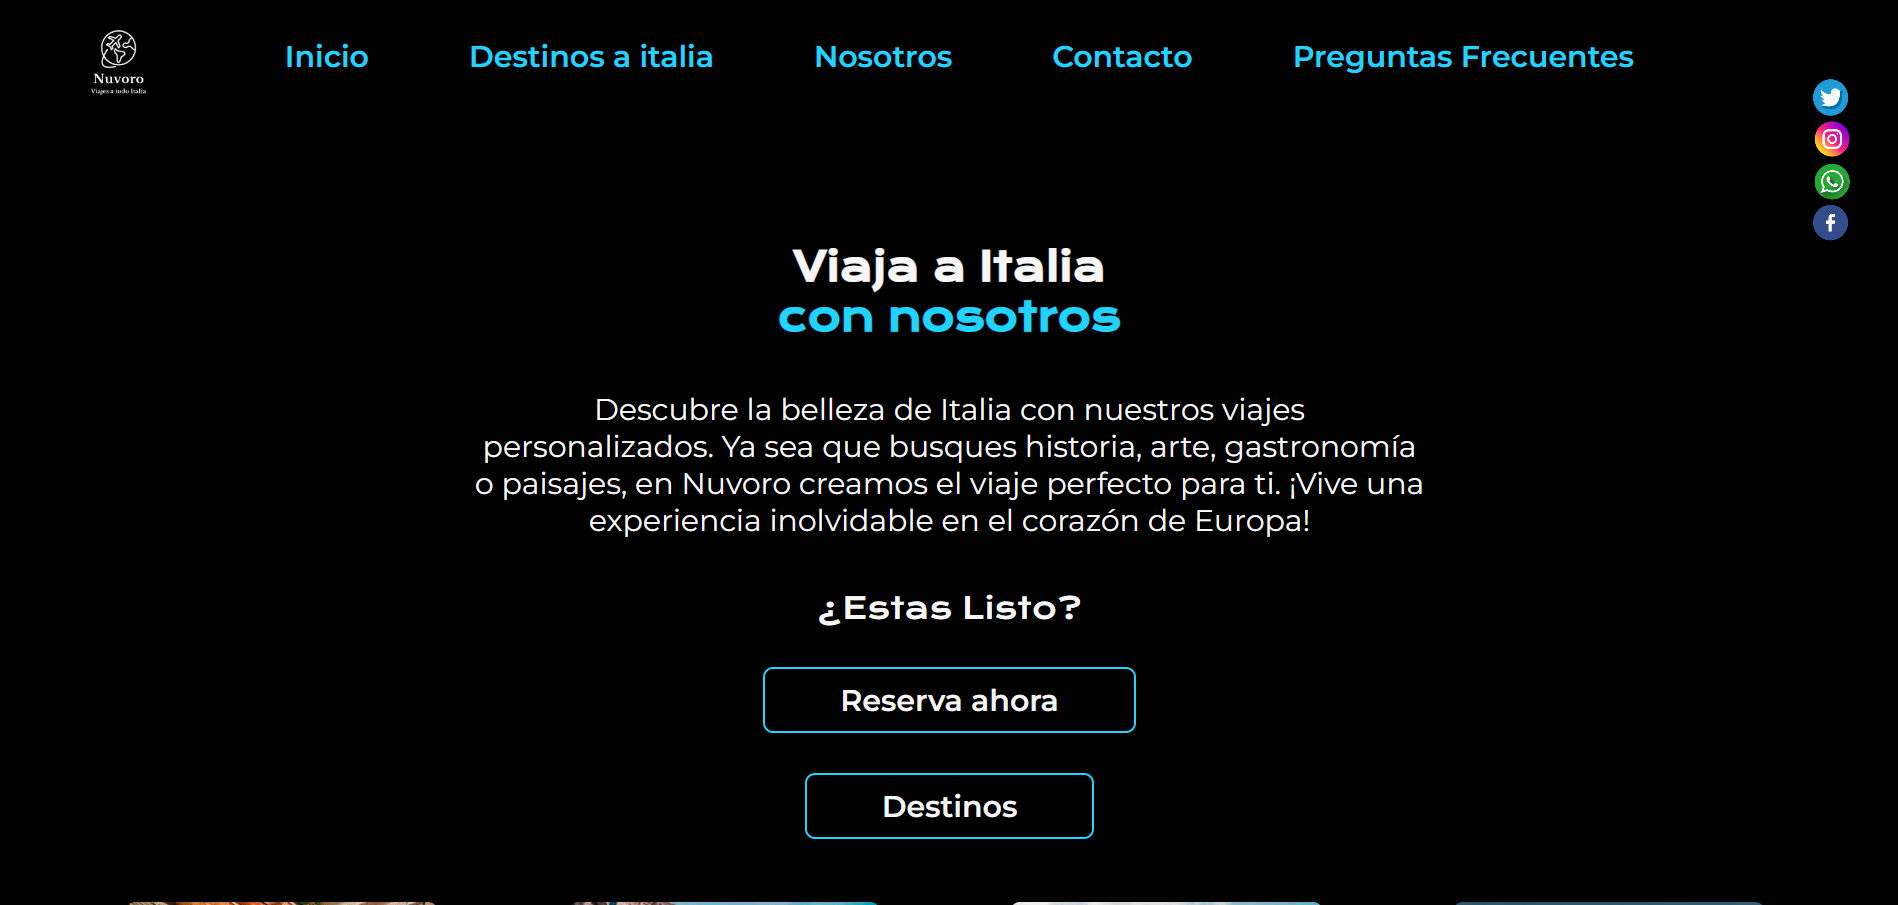 Nuvoro
Viajes a todo Italia
Inicio
Destinos a italia
Nosotros
Contacto
Preguntas Frecuentes
Viaja a Italia
con nosotros
Descubre la belleza de Italia con nuestros viajes
personalizados. Ya sea que busques historia, arte, gastronomía
o paisajes, en Nuvoro creamos el viaje perfecto para ti. ¡Vive una
experiencia inolvidable en el corazón de Europa!
¿Estas Listo?
Reserva ahora
Destinos